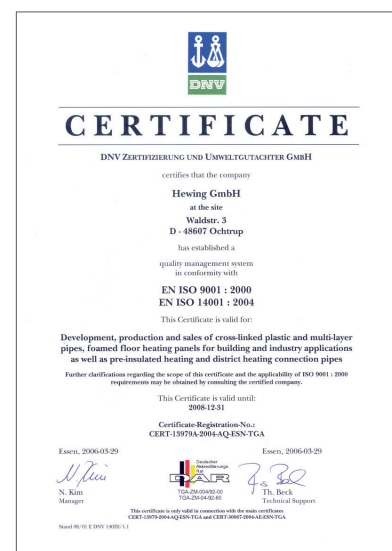 DNV
CERTIFICATE
DNV ZERTIFIZIERUNG UND UMWELTGUTACHTER GMBH
certifies that the company
Hewing GmbH
at the site
Waldstr. 3
D - 48607 Ochtrup
has established a
quality management system
in conformity with
EN ISO 9001 : 2000
EN ISO 14001 : 2004
This Certificate is valid for:
Development, production and sales of cross-linked plastic and multi-layer
pipes, foamed floor heating panels for building and industry applications
as well as pre-insulated heating and district heating connection pipes
Further clarifications regarding the scope of this certificate and the applicability of ISO 9001 : 2000
requirements may be obtained by consulting the certified company.
This Certificate is valid until:
2008-12-31
Certificate-Registration-No.:
CERT-13979A-2004-AQ-ESN-TGA
Essen, 2006-03-29
Essen, 2006-03-29
Deutscher
Akkreditierungs
Rat
DAR
N. Kim
Manager
TGA-ZM-004/92-00
TGA-ZM-04-92-60
Th. Beck
Technical Support
This certificate is only valid in connection with the main certificates
CERT-13979-2004-AQ-ESN-TGA and CERT-30967-2004-AE-ESN-TGA